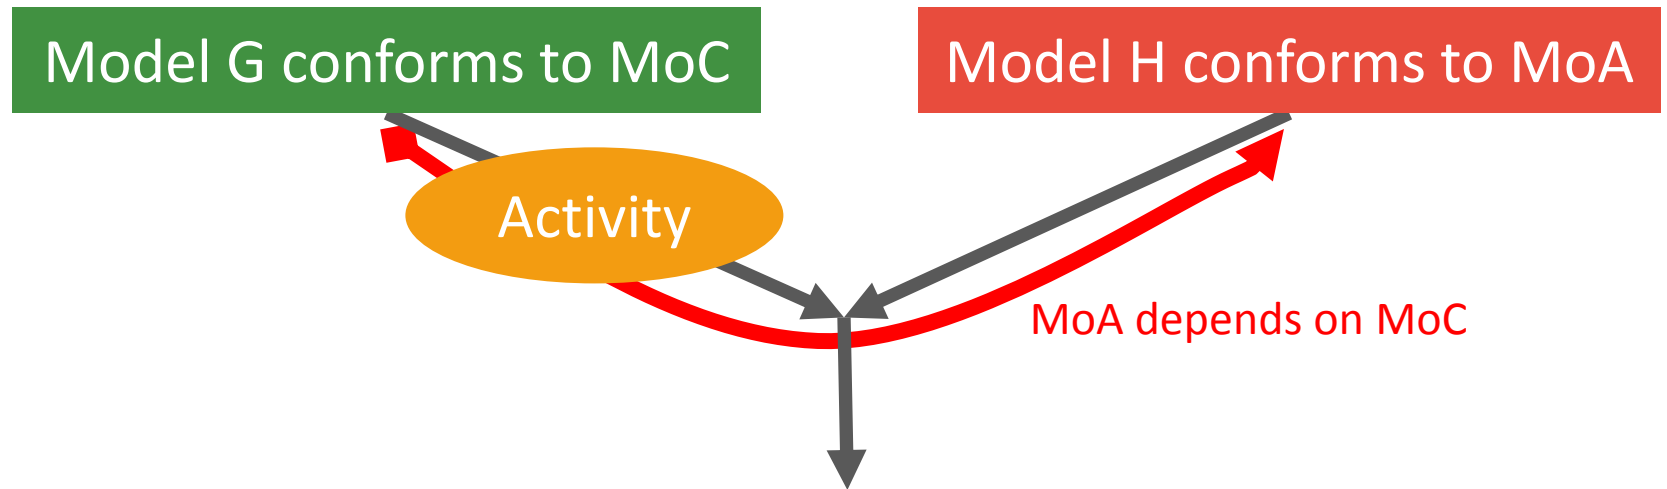 Model G conforms to MoC
Model H conforms to MoA
Activity
MoA depends on MoC